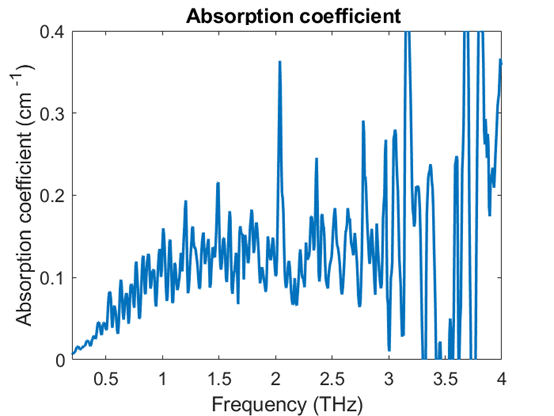 Absorption coefficient
Absorption coefficient (cm -1)
0.4
0.3
0.2
0.1
0
0.5 1 1.5 2 2.5 3 3.5 4
Frequency (THz)